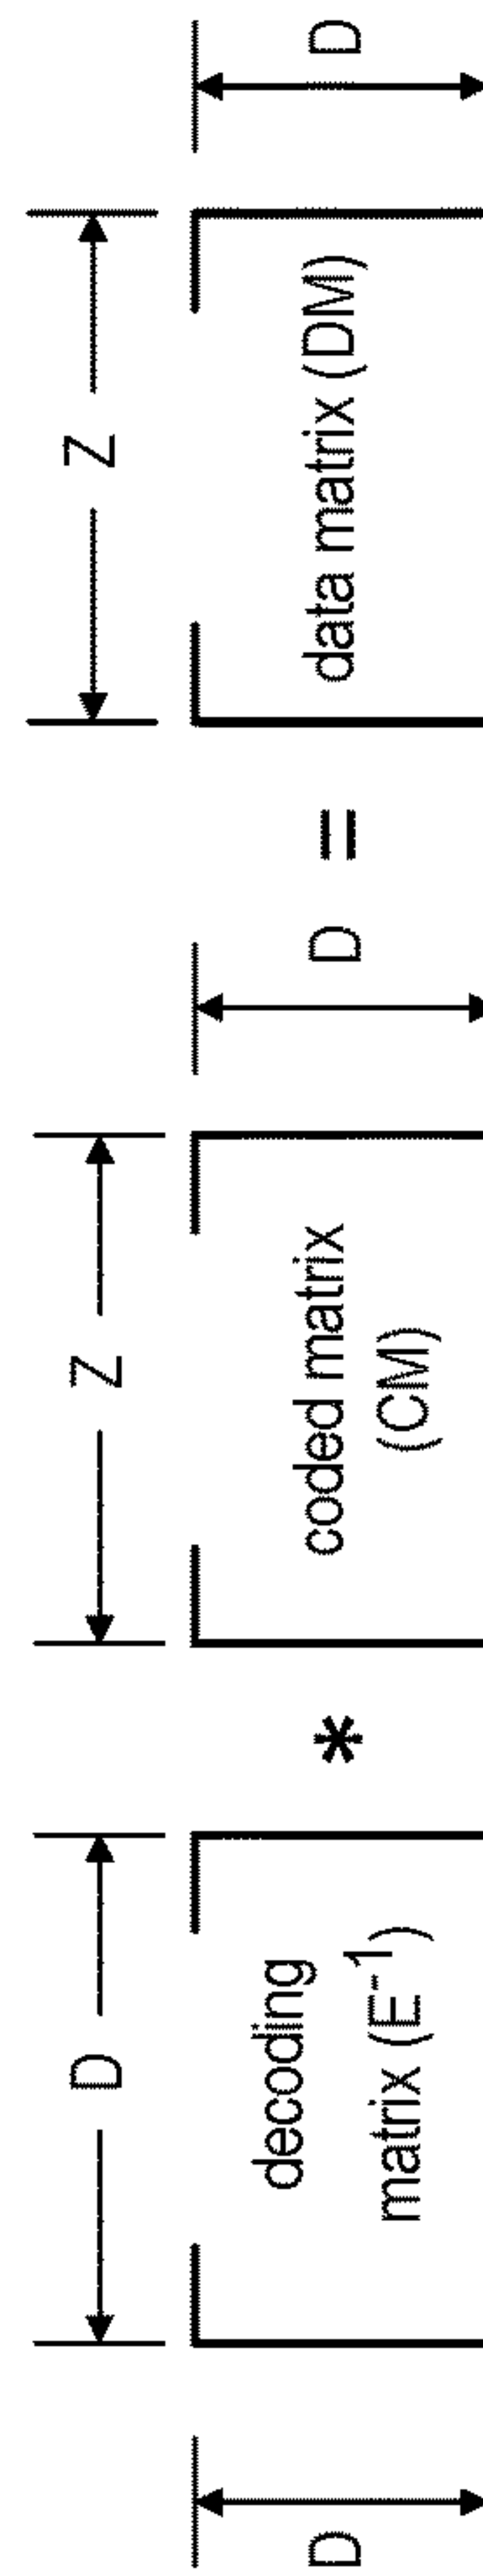 D
D
decoding
matrix (E⁻¹)
*
Z
coded matrix
(CM)
D
=
Z
data matrix (DM)
D